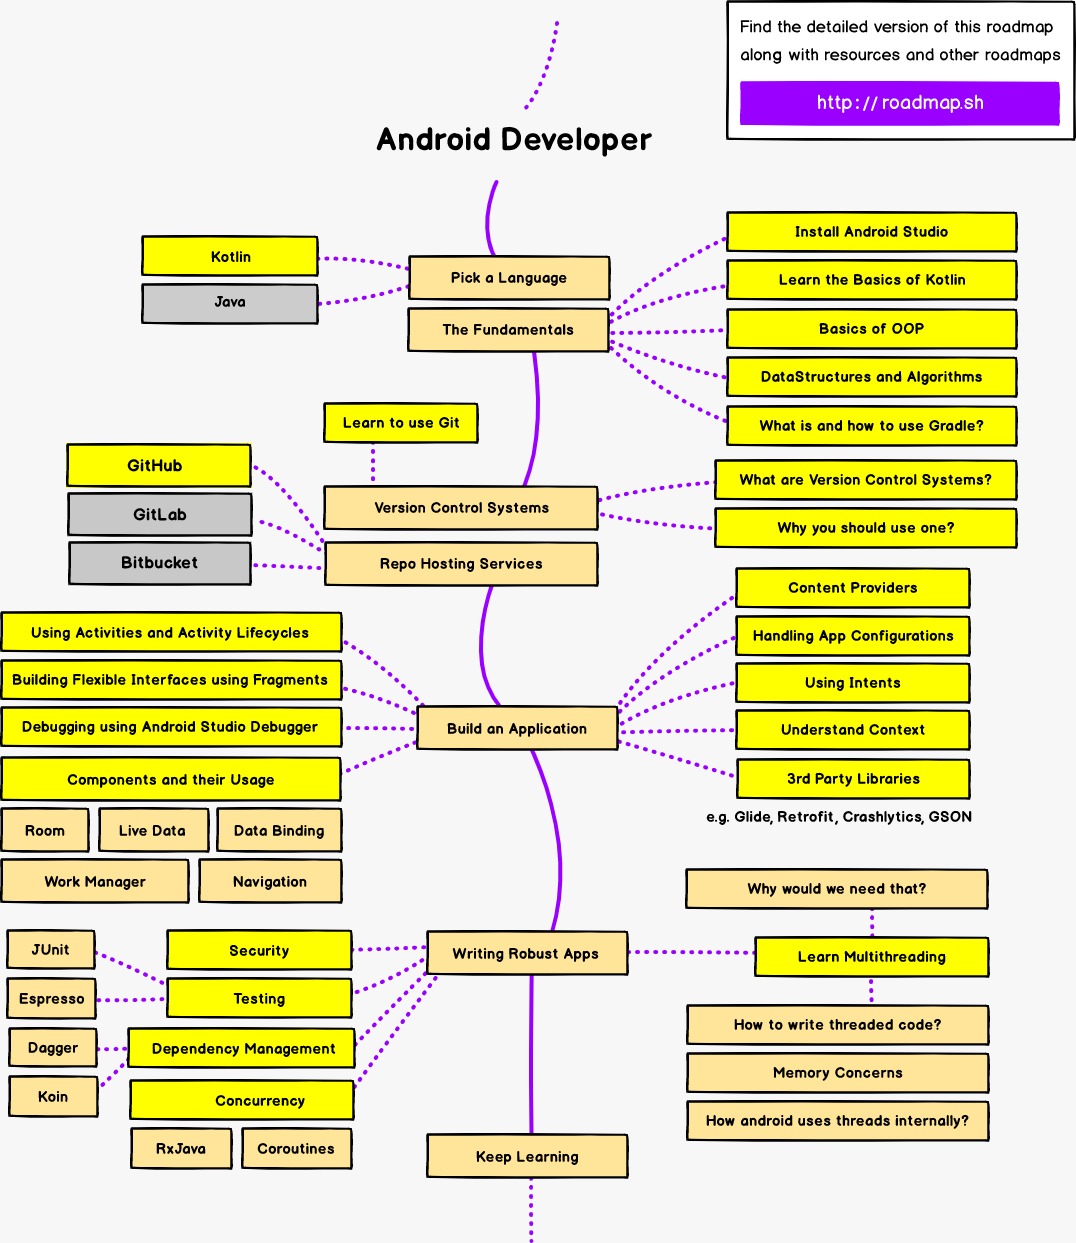 Find the detailed version of this roadmap
along with resources and other roadmaps
http://roadmap.sh
Android Developer
Kotlin
Java
Pick a Language
The Fundamentals
Install Android Studio
Learn the Basics of Kotlin
Basics of OOP
DataStructures and Algorithms
What is and how to use Gradle?
Learn to use Git
GitHub
GitLab
Bitbucket
Version Control Systems
Repo Hosting Services
What are Version Control Systems?
Why you should use one?
Using Activities and Activity Lifecycles
Building Flexible Interfaces using Fragments
Debugging using Android Studio Debugger
Components and their Usage
Room
Live Data
Data Binding
Work Manager
Navigation
Build an Application
Content Providers
Handling App Configurations
Using Intents
Understand Context
3rd Party Libraries
e.g. Glide, Retrofit, Crashlytics, GSON
JUnit
Espresso
Dagger
Koin
Security
Testing
Dependency Management
Concurrency
RxJava
Coroutines
Writing Robust Apps
Why would we need that?
Learn Multithreading
How to write threaded code?
Memory Concerns
How android uses threads internally?
Keep Learning